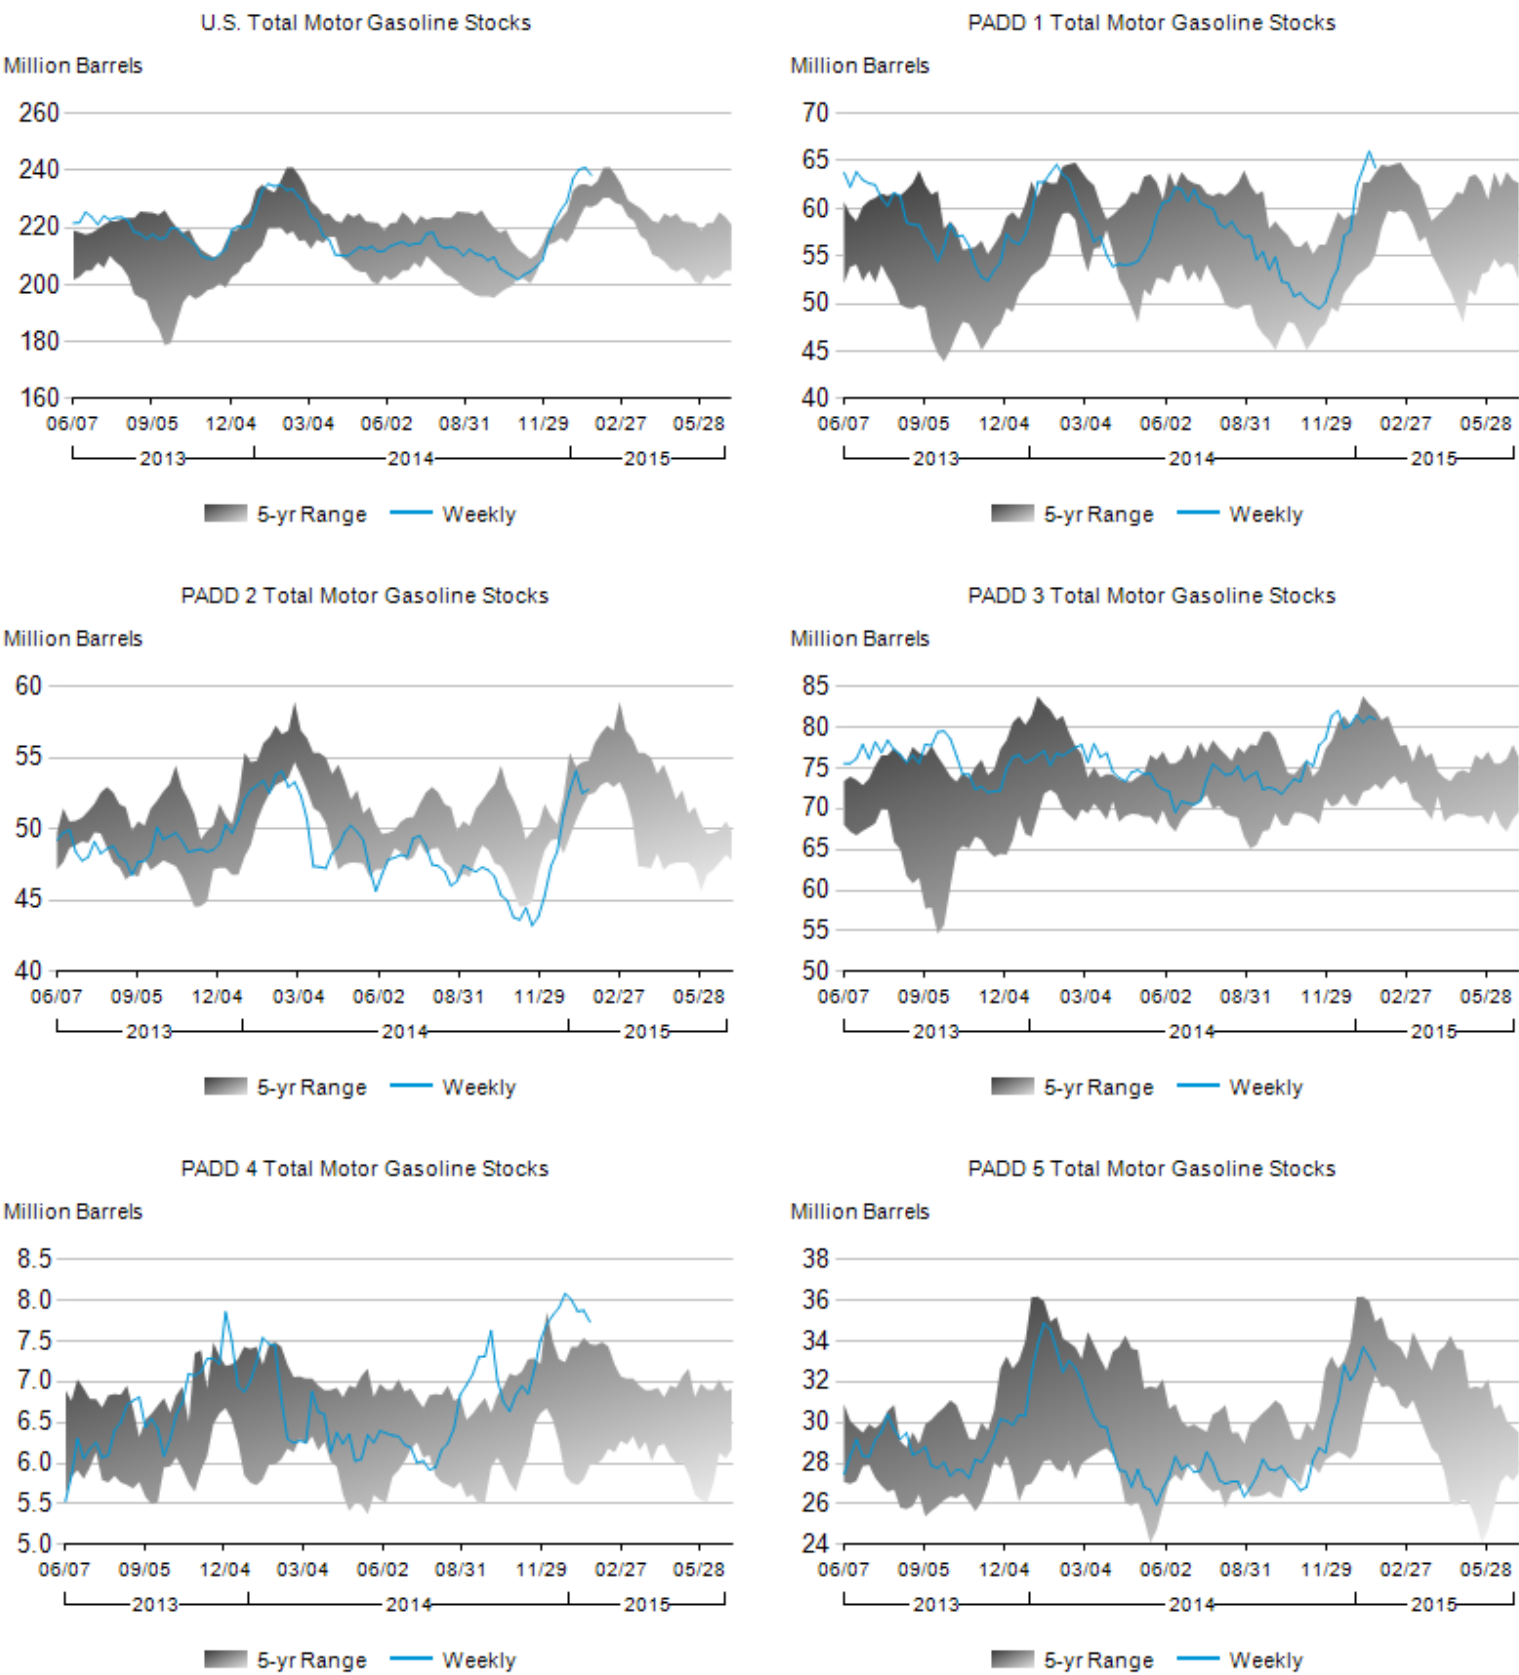 U.S. Total Motor Gasoline Stocks
Million Barrels
260
240
220
200
180
160
06/07 09/05 12/04 03/04 06/02 08/31 11/29 02/27 05/28
2013 2014 2015
5-yr Range Weekly
PADD 1 Total Motor Gasoline Stocks
Million Barrels
70
65
60
55
50
45
40
06/07 09/05 12/04 03/04 06/02 08/31 11/29 02/27 05/28
2013 2014 2015
5-yr Range Weekly
PADD 2 Total Motor Gasoline Stocks
Million Barrels
60
55
50
45
40
06/07 09/05 12/04 03/04 06/02 08/31 11/29 02/27 05/28
2013 2014 2015
5-yr Range Weekly
PADD 3 Total Motor Gasoline Stocks
Million Barrels
85
80
75
70
65
60
55
50
06/07 09/05 12/04 03/04 06/02 08/31 11/29 02/27 05/28
2013 2014 2015
5-yr Range Weekly
PADD 4 Total Motor Gasoline Stocks
Million Barrels
8.5
8.0
7.5
7.0
6.5
6.0
5.5
5.0
06/07 09/05 12/04 03/04 06/02 08/31 11/29 02/27 05/28
2013 2014 2015
5-yr Range Weekly
PADD 5 Total Motor Gasoline Stocks
Million Barrels
38
36
34
32
30
28
26
24
06/07 09/05 12/04 03/04 06/02 08/31 11/29 02/27 05/28
2013 2014 2015
5-yr Range Weekly